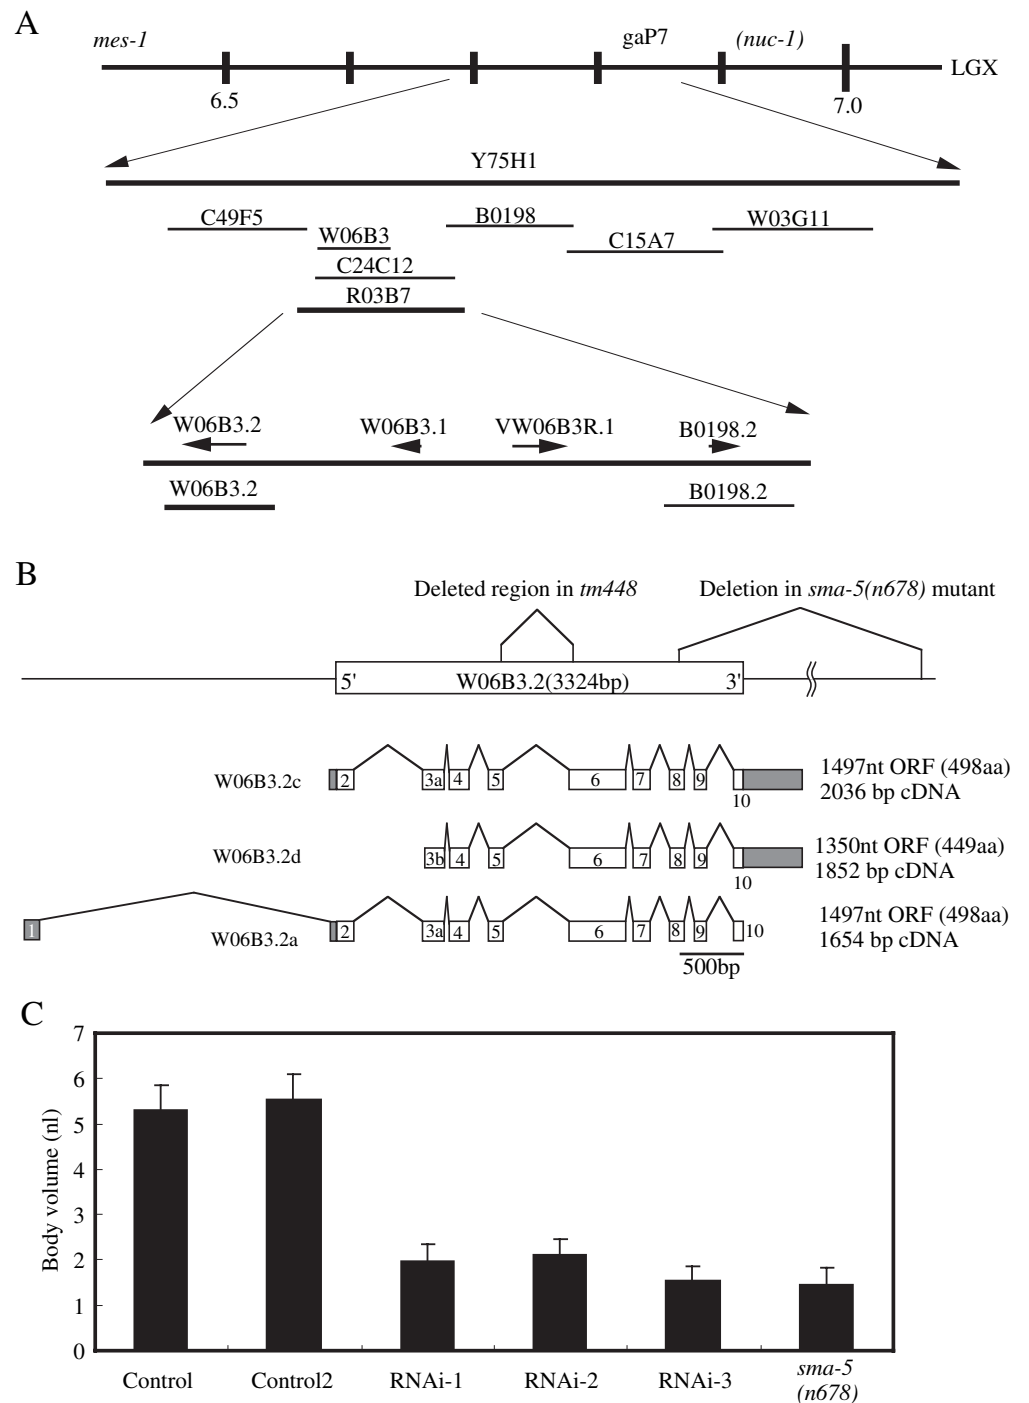 A
mes-1
gaP7
(nuc-1)
LGX
6.5
7.0
Y75H1
C49F5
B0198
W03G11
W06B3
C15A7
C24C12
R03B7
W06B3.2
W06B3.1
VW06B3R.1
B0198.2
W06B3.2
B0198.2
B
Deleted region in tm448
Deletion in sma-5(n678) mutant
5'
W06B3.2(3324bp)
3'
W06B3.2c
2
3a
4
5
6
7
8
9
10
1497nt ORF (498aa)
2036 bp cDNA
W06B3.2d
3b
4
5
6
7
8
9
10
1350nt ORF (449aa)
1852 bp cDNA
1
W06B3.2a
2
3a
4
5
6
7
8
9
10
1497nt ORF (498aa)
1654 bp cDNA
500bp
C
Body volume (nl)
7
6
5
4
3
2
1
0
Control
Control2
RNAi-1
RNAi-2
RNAi-3
sma-5
(n678)